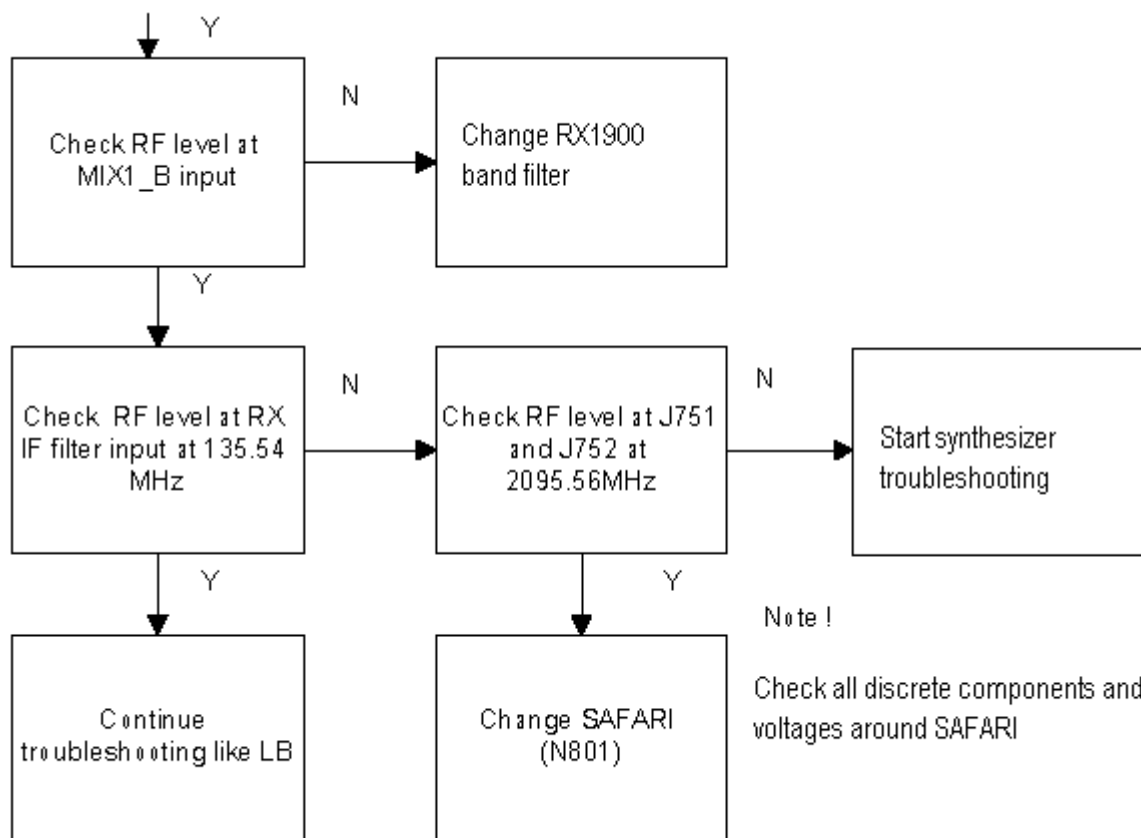 Y
Check RF level at
MIX1_B input
N
Change RX1900
band filter
Y
Check RF level at RX
IF filter input at 135.54
MHz
N
Check RF level at J751
and J752 at
2095.56MHz
N
Start synthesizer
troubleshooting
Y
Continue
troubleshooting like LB
Y
Change SAFARI
(N801)
Note !
Check all discrete components and
voltages around SAFARI